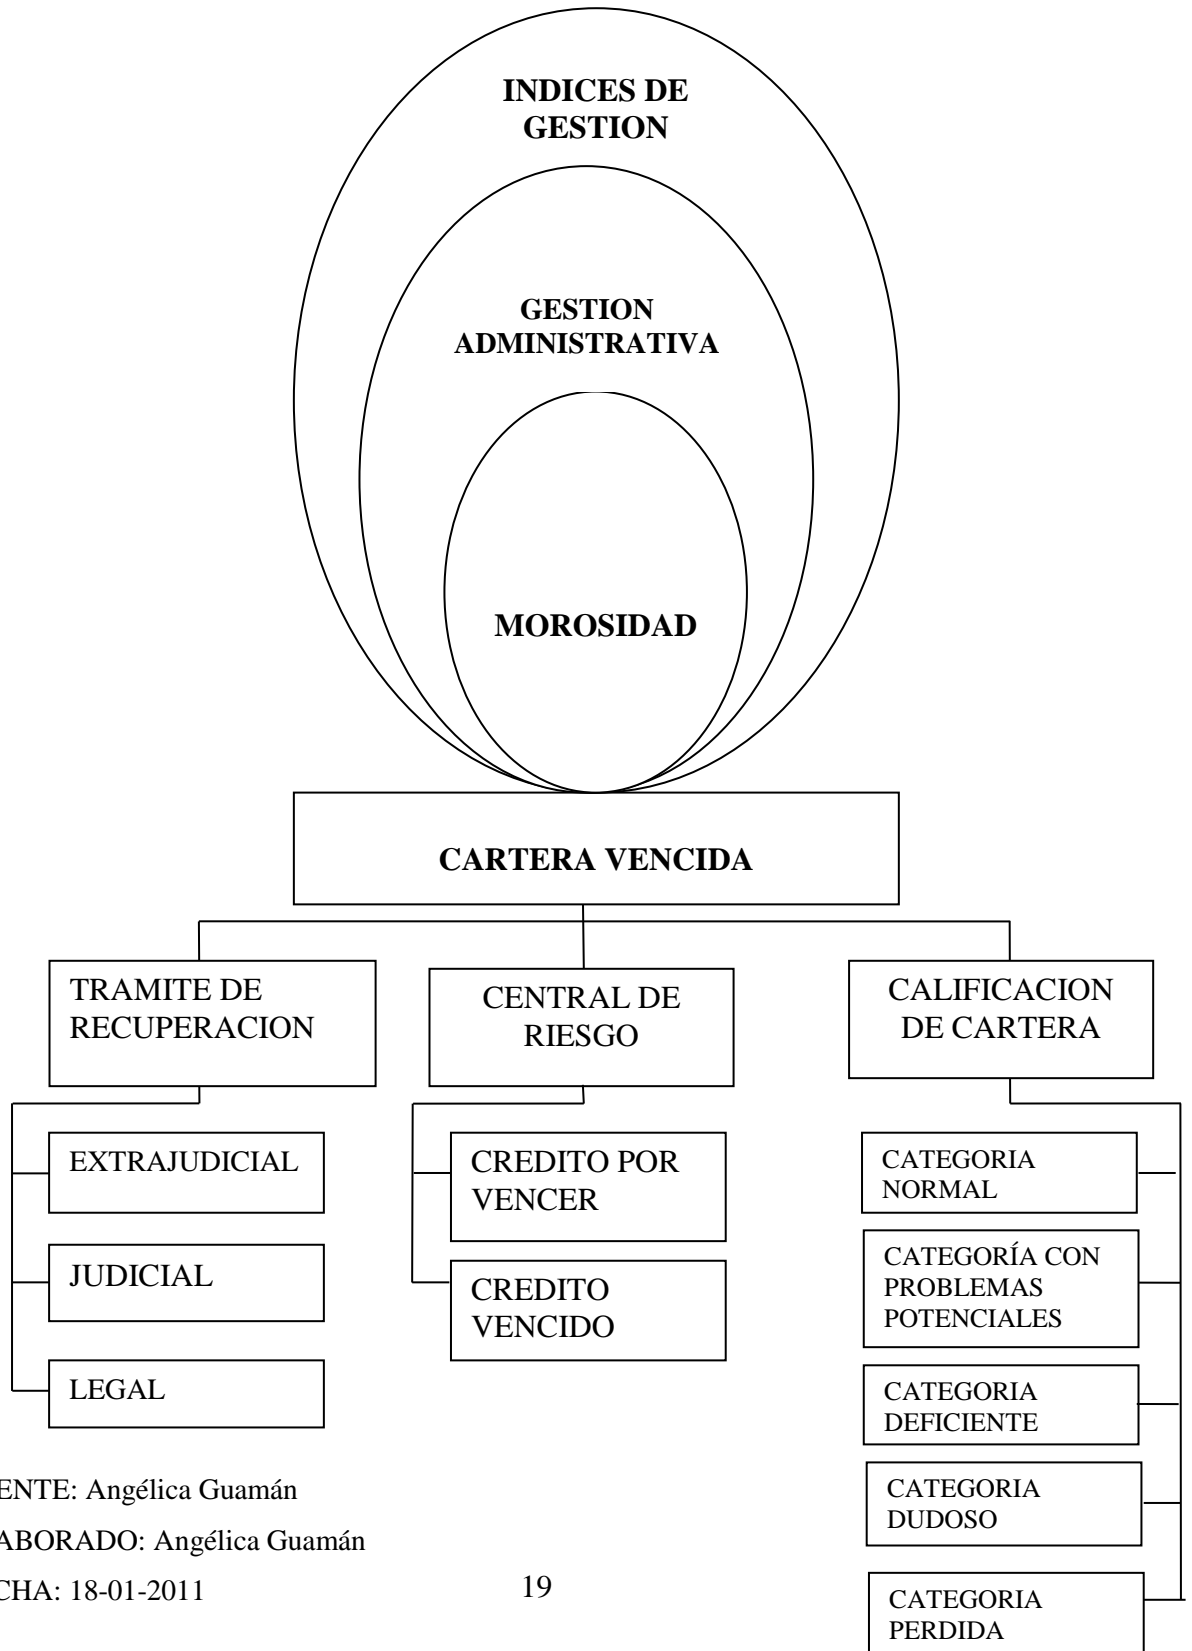 INDICES DE
GESTION
GESTION
ADMINISTRATIVA
MOROSIDAD
CARTERA VENCIDA
TRAMITE DE
RECUPERACION
EXTRAJUDICIAL
JUDICIAL
LEGAL
CENTRAL DE
RIESGO
CREDITO POR
VENCER
CREDITO
VENCIDO
CALIFICACION
DE CARTERA
CATEGORIA
NORMAL
CATEGORÍA CON
PROBLEMAS
POTENCIALES
CATEGORIA
DEFICIENTE
CATEGORIA
DUDOSO
CATEGORIA
PERDIDA
ENTE: Angélica Guamán
ABORADO: Angélica Guamán
CHA: 18-01-2011
19